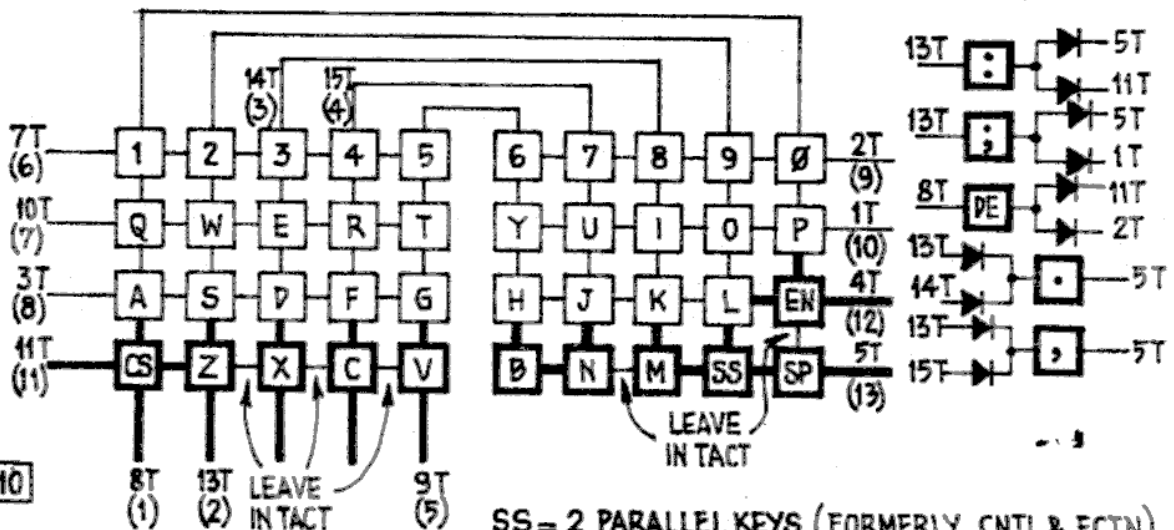 14T 15T
(3) (4)
7T 1 2 3 4 5 6 7 8 9 Ø 2T
(6) (9)
10T Q W E R T Y U I O P 1T
(7) (10)
3T A S D F G H J K L EN 4T
(8) (12)
11T CS Z X C V B N M SS SP 5T
(11) (13)
8T 13T LEAVE 9T
(1) (2) IN TACT (5)
LEAVE
IN TACT
13T : 5T
11T
13T ; 5T
1T
8T DE 11T
2T
13T
14T . 5T
13T
15T , 5T
10
SS = 2 PARALLEL KEYS (FORMERLY CNTL & FCTN)